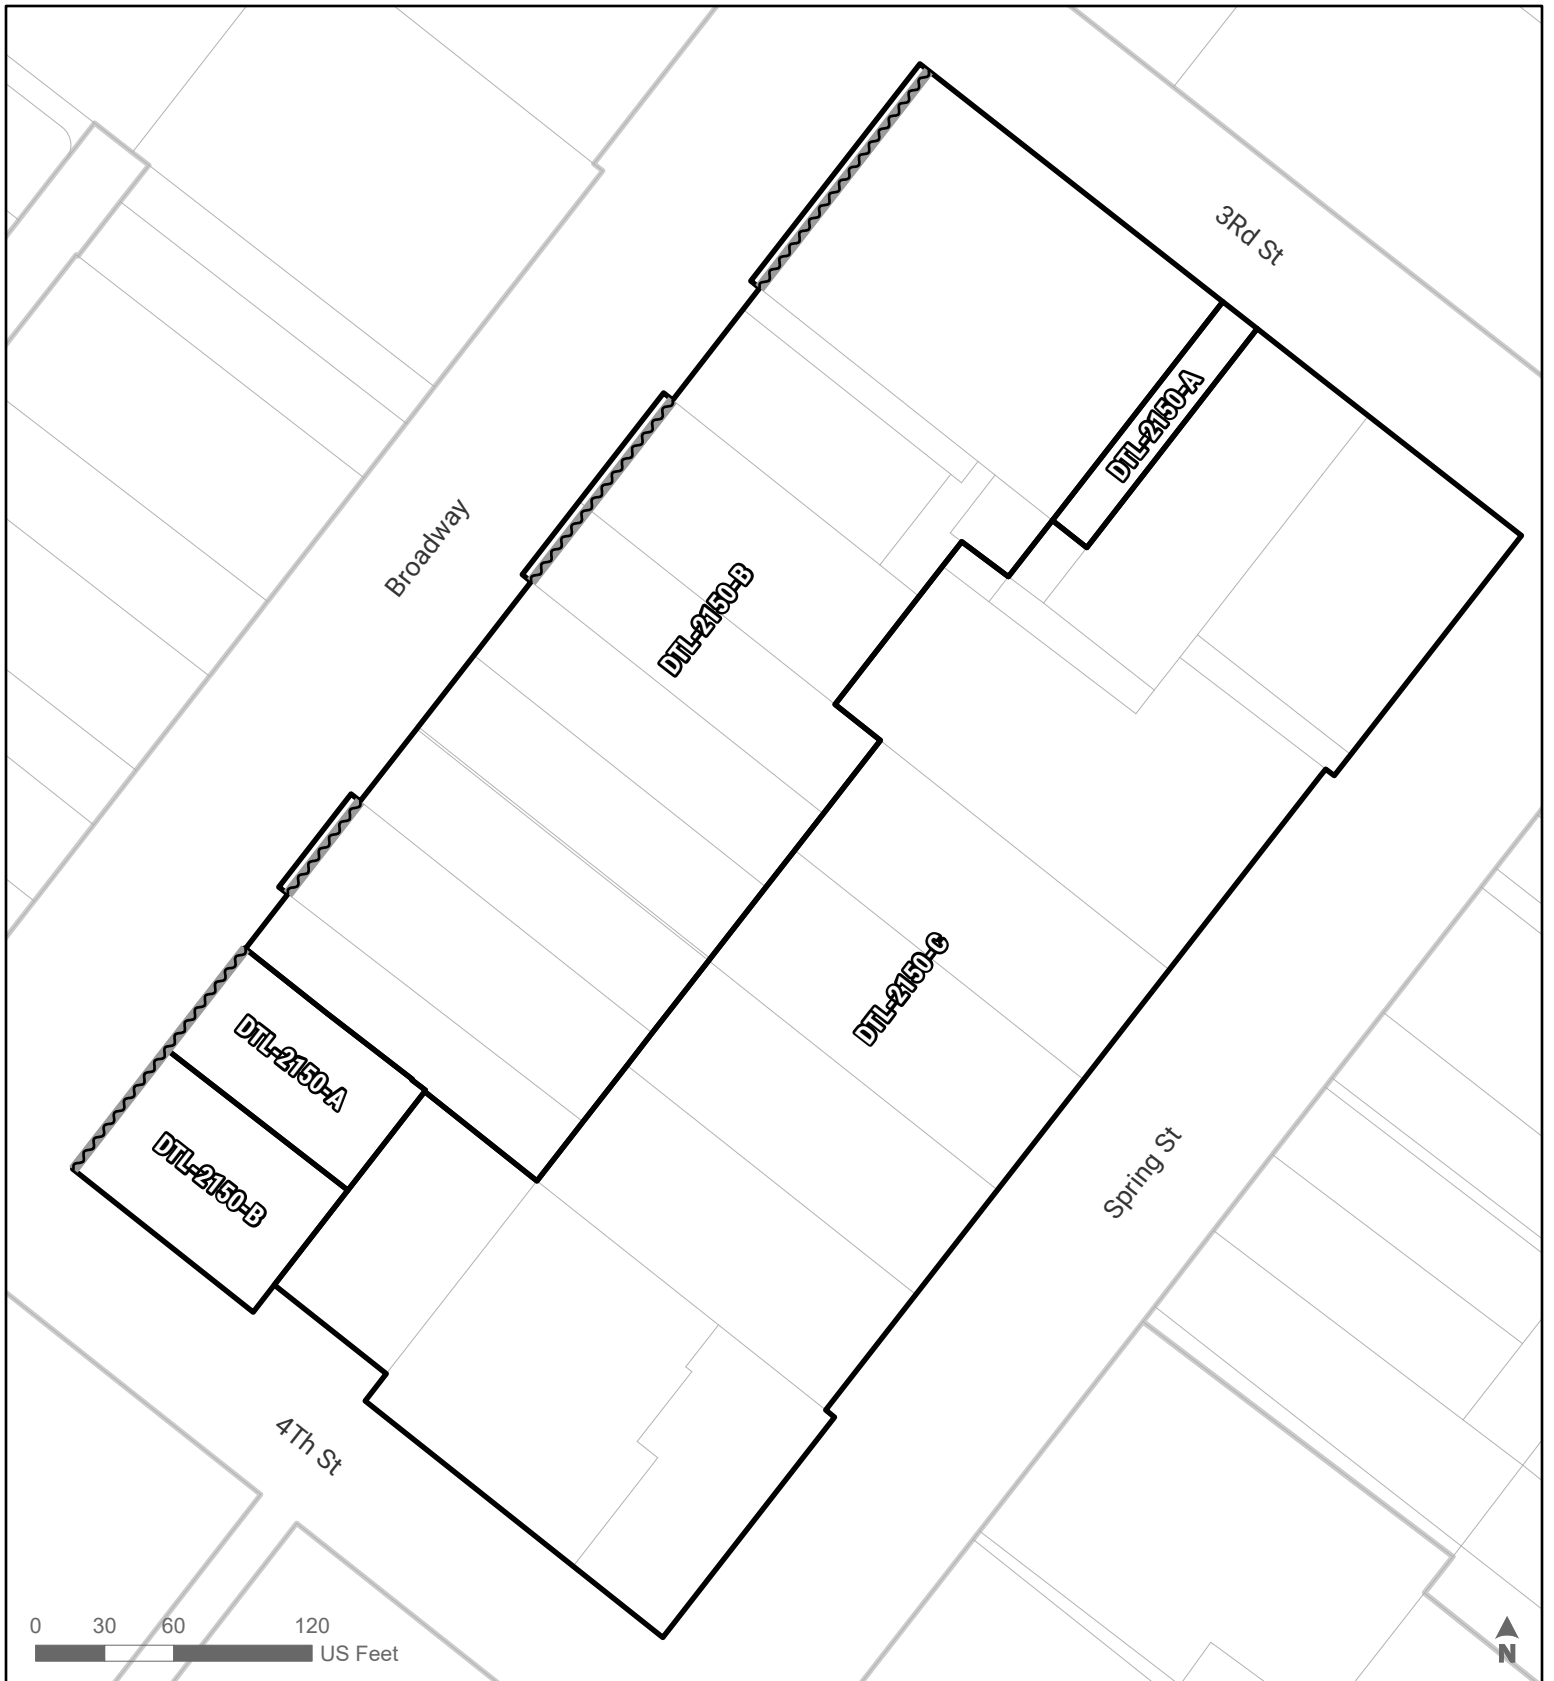 3Rd St
DTL-2150-A
Broadway
DTL-2150-B
DTL-2150-C
DTL-2150-A
DTL-2150-B
Spring St
4Th St
0 30 60 120
US Feet
N